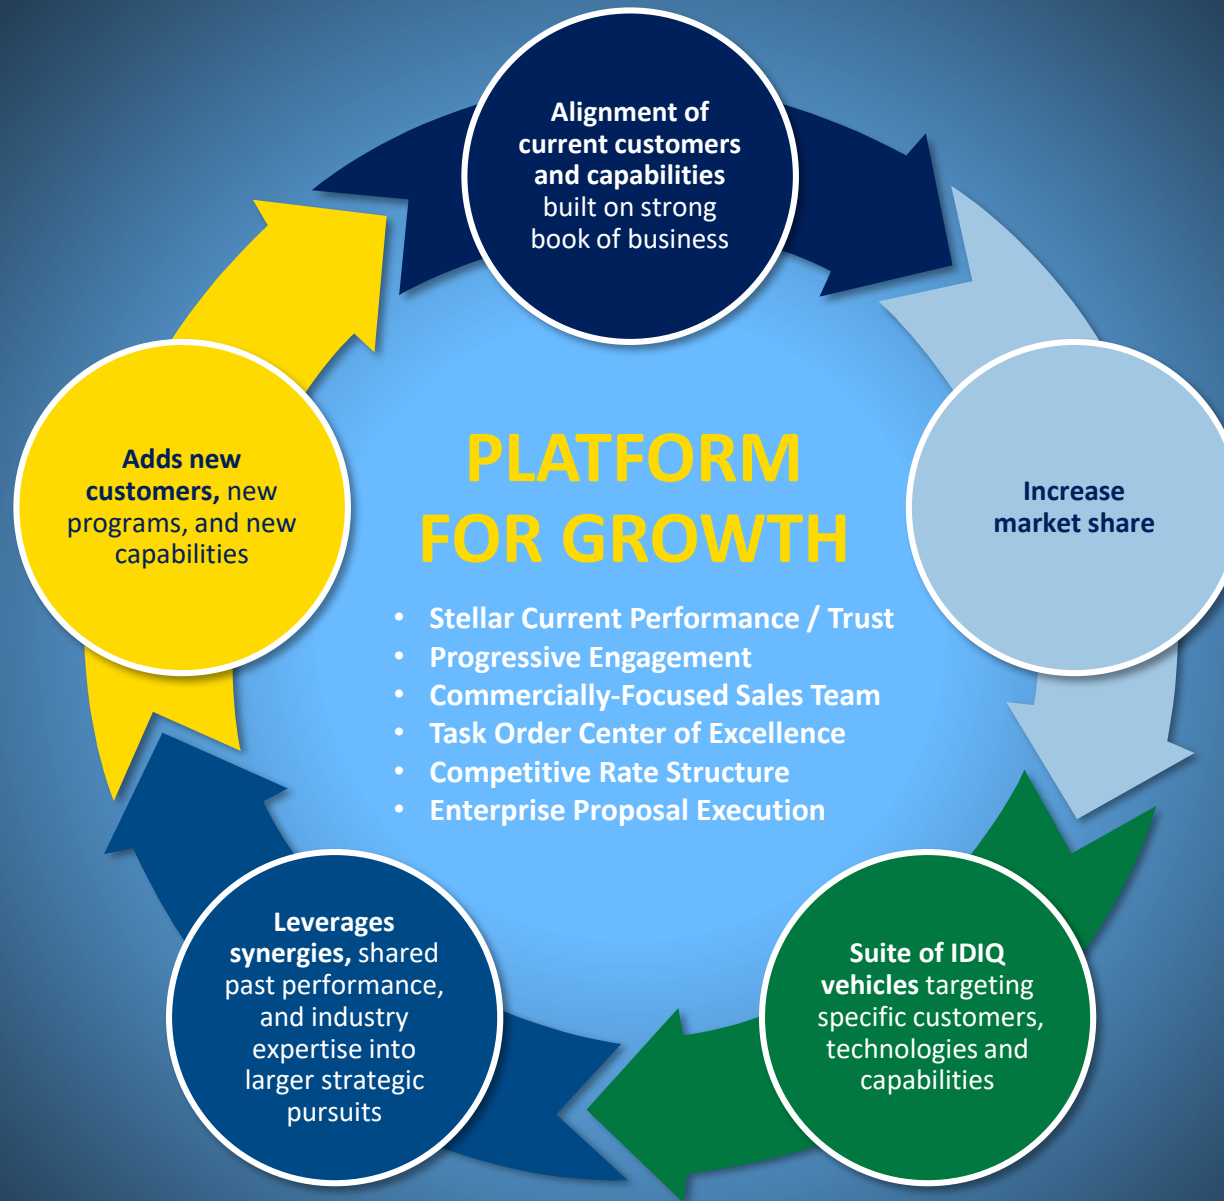 Alignment of
current customers
and capabilities
built on strong
book of business
Increase
market share
Suite of IDIQ
vehicles targeting
specific customers,
technologies and
capabilities
Leverages
synergies, shared
past performance,
and industry
expertise into
larger strategic
pursuits
Adds new
customers, new
programs, and new
capabilities
PLATFORM
FOR GROWTH
• Stellar Current Performance / Trust
• Progressive Engagement
• Commercially-Focused Sales Team
• Task Order Center of Excellence
• Competitive Rate Structure
• Enterprise Proposal Execution